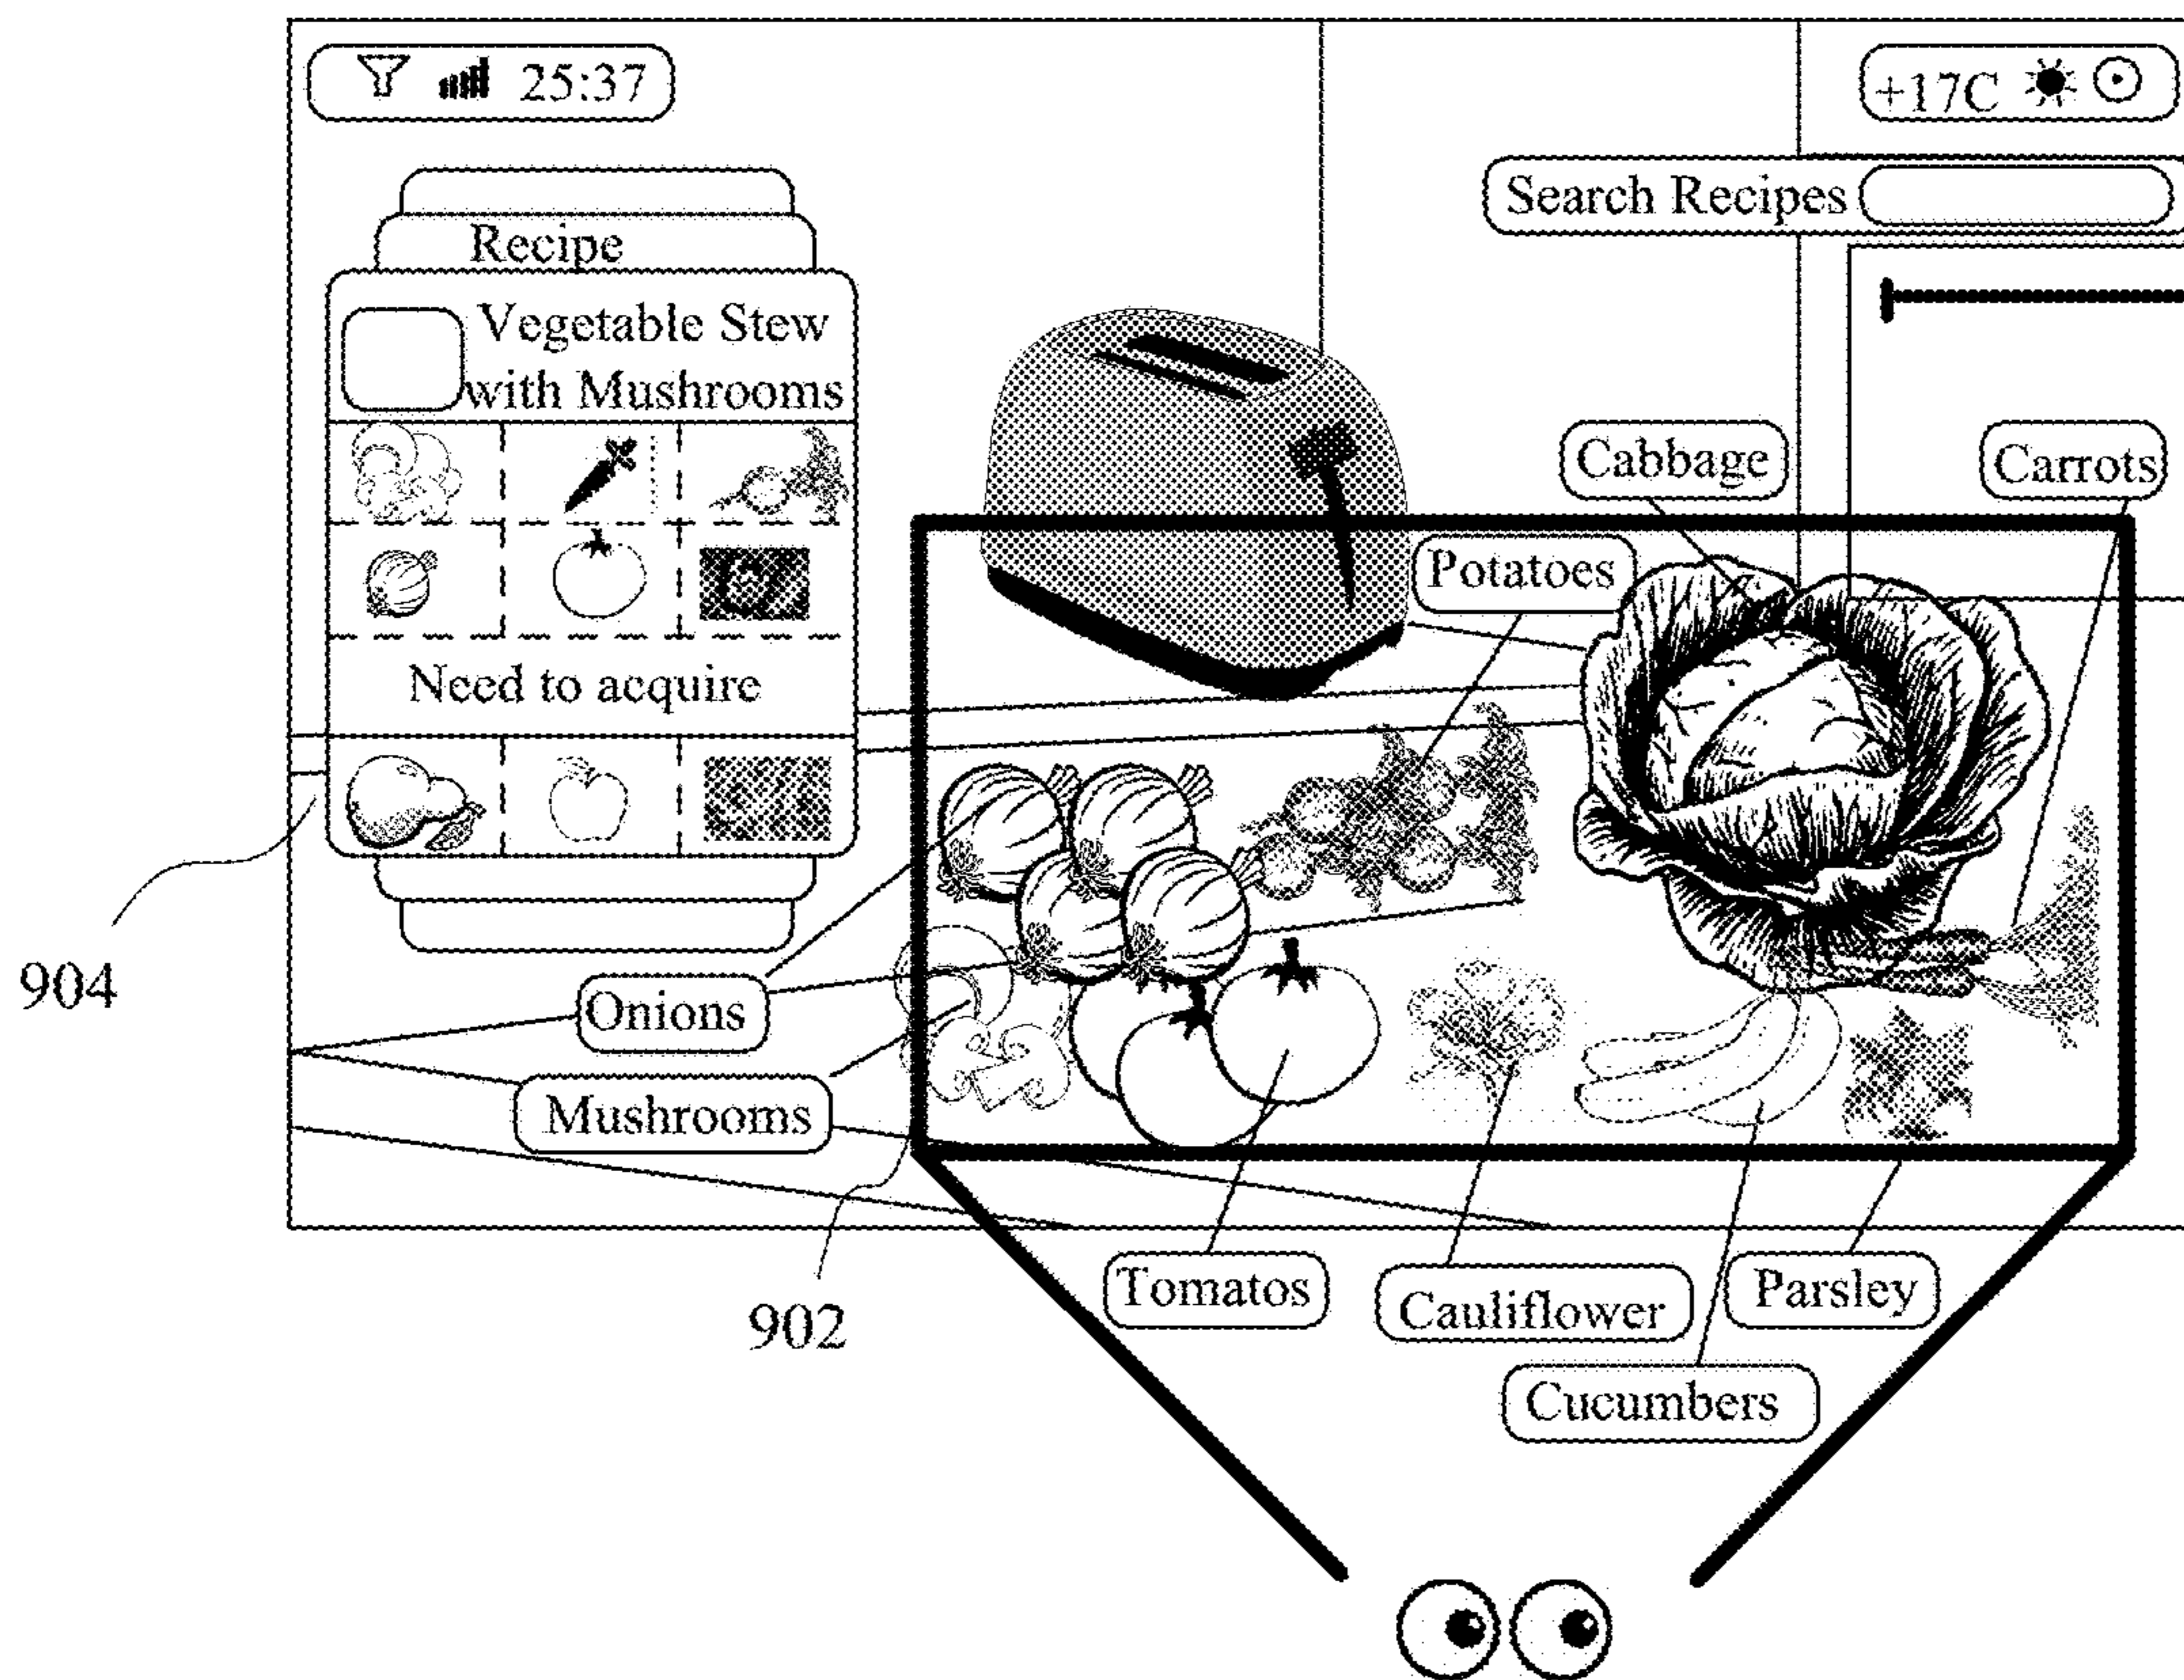 25:37
+17C
Search Recipes
Recipe
Vegetable Stew
with Mushrooms
Need to acquire
Cabbage
Carrots
Potatoes
904
Onions
Mushrooms
902
Tomatos
Cauliflower
Parsley
Cucumbers